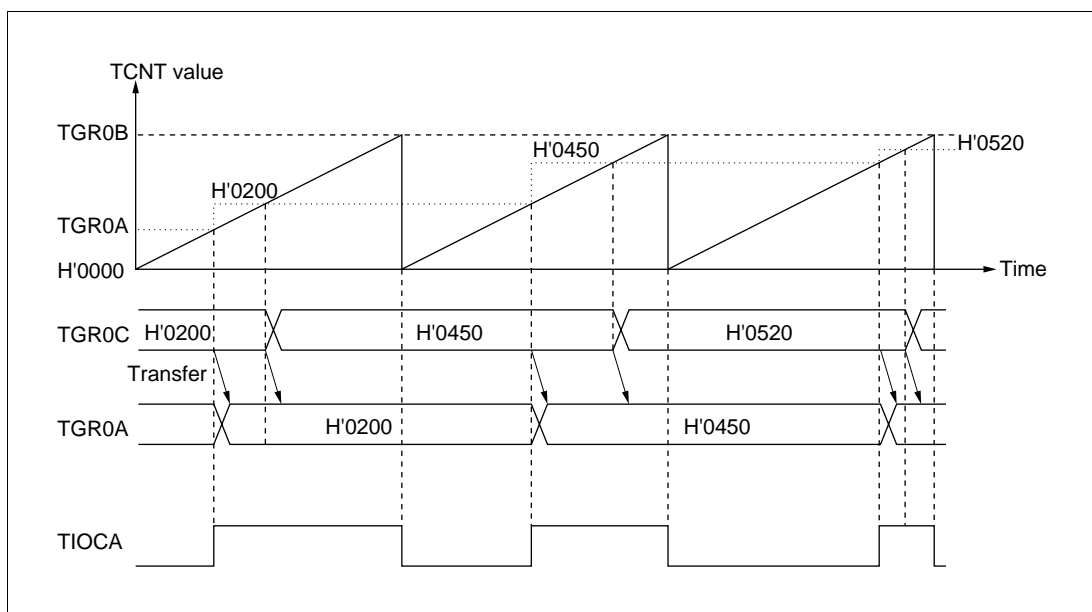 TCNT value
TGR0B
H'0520
H'0450
H'0200
TGR0A
H'0000
Time
TGR0C
H'0200
H'0450
H'0520
Transfer
TGR0A
H'0200
H'0450
TIOCA